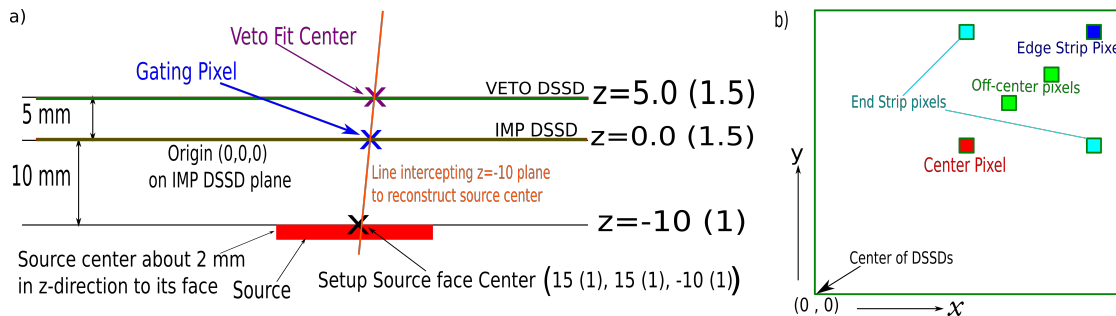 a)
Veto Fit Center
Gating Pixel
VETO DSSD
z=5.0 (1.5)
5 mm
IMP DSSD
z=0.0 (1.5)
Origin (0,0,0)
on IMP DSSD plane
10 mm
Line intercepting z=-10 plane
to reconstruct source center
z=-10 (1)
Source center about 2 mm
in z-direction to its face
Source
Setup Source face Center (15 (1), 15 (1), -10 (1))
b)
Edge Strip Pixe
Off-center pixels
End Strip pixels
Center Pixel
y
Center of DSSDs
(0 , 0)
x